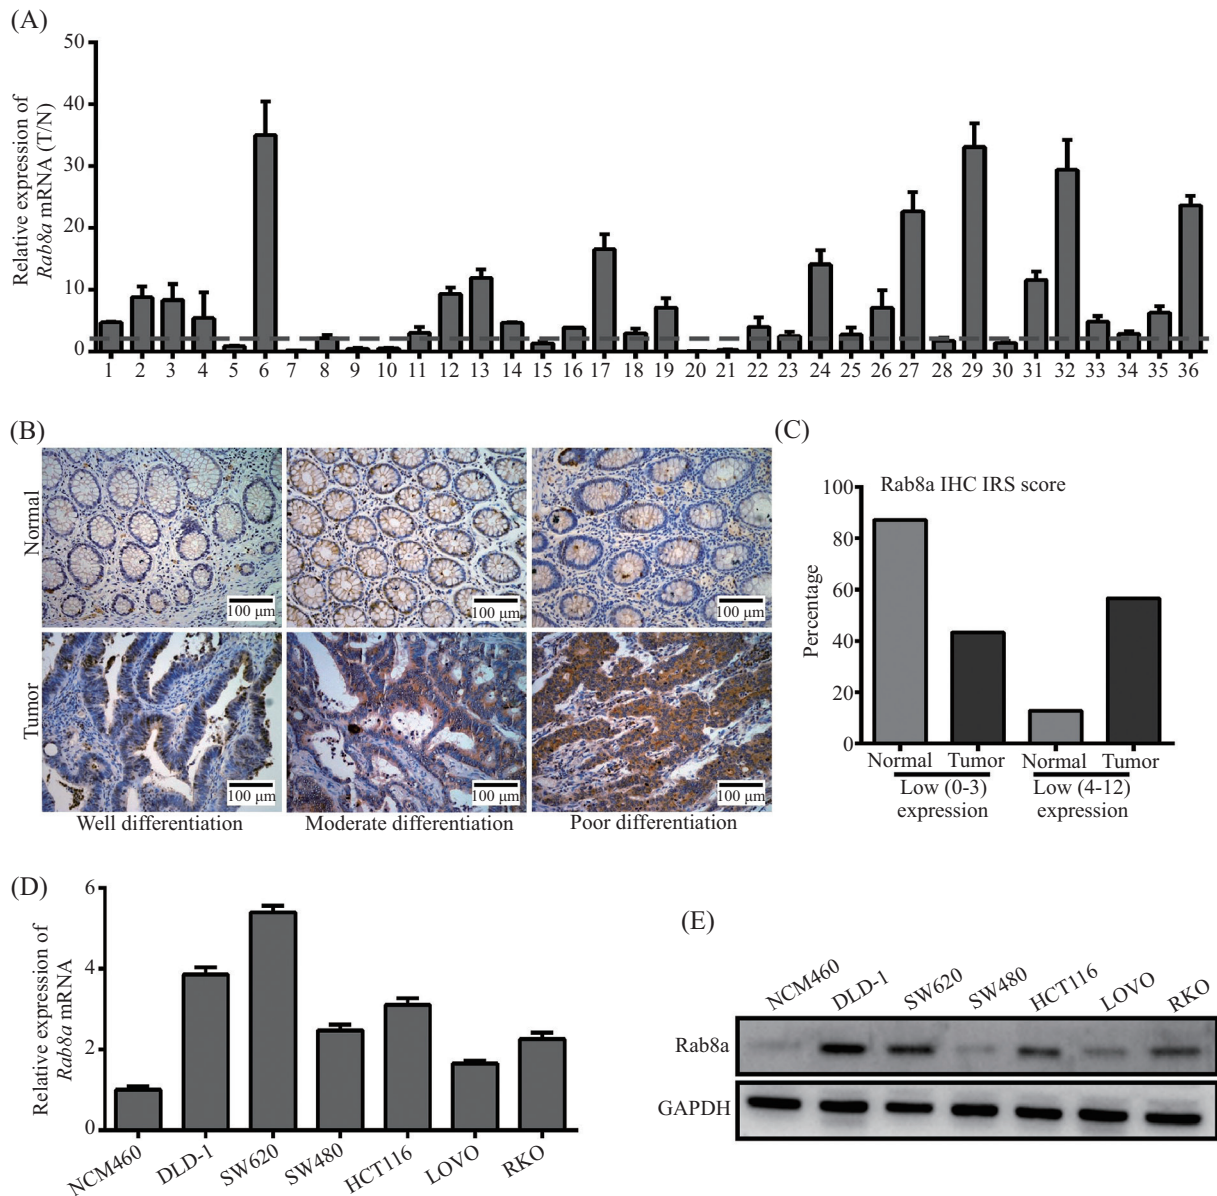 (A)
Relative expression of
Rab8a mRNA (T/N)
50
40
30
20
10
0
1 2 3 4 5 6 7 8 9 10 11 12 13 14 15 16 17 18 19 20 21 22 23 24 25 26 27 28 29 30 31 32 33 34 35 36
(B)
Normal
100 μm 100 μm 100 μm
Tumor
100 μm 100 μm 100 μm
Well differentiation Moderate differentiation Poor differentiation
(C)
Rab8a IHC IRS score
Percentage
100
80
60
40
20
0
Normal Tumor Normal Tumor
Low (0-3) Low (4-12)
expression expression
(D)
Relative expression of
Rab8a mRNA
6
4
2
0
NCM460 DLD-1 SW620 SW480 HCT116 LOVO RKO
(E)
NCM460 DLD-1 SW620 SW480 HCT116 LOVO RKO
Rab8a
GAPDH